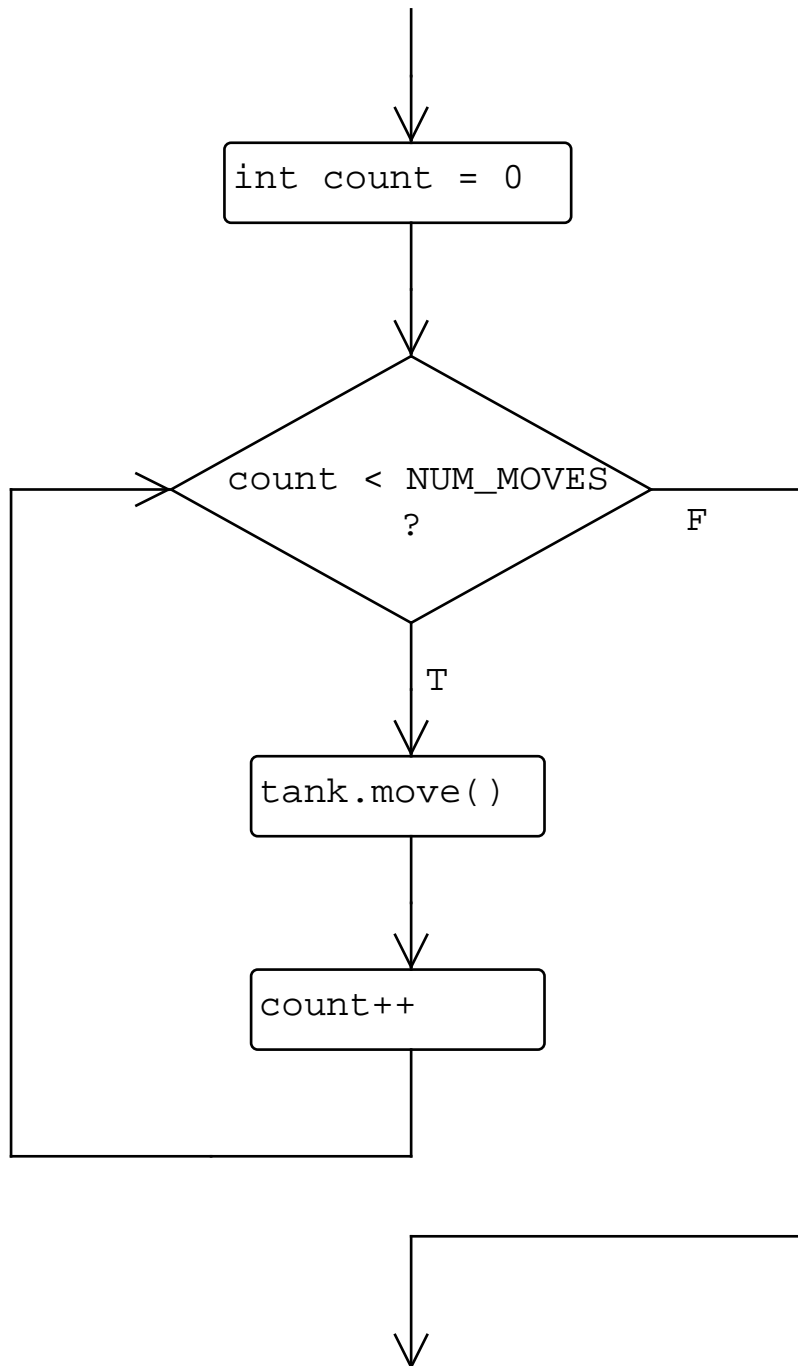 int count = 0
count < NUM_MOVES
?
F
T
tank.move()
count++